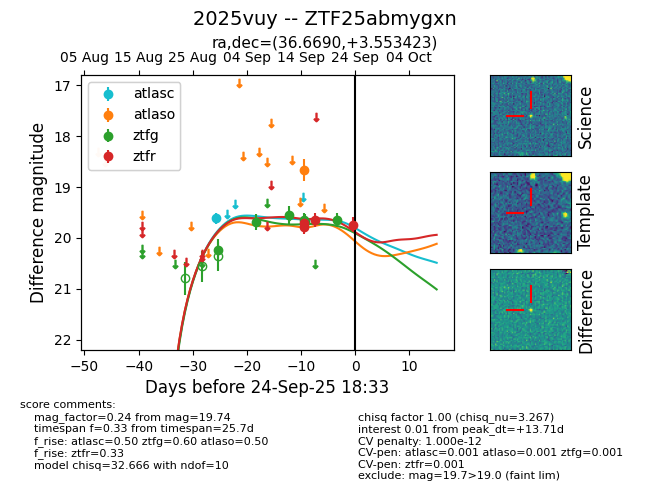 2025vuy -- ZTF25abmygxn
ra,dec=(36.6690,+3.553423)
05 Aug 15 Aug 25 Aug 04 Sep 14 Sep 24 Sep 04 Oct
17
18
19
20
21
22
Difference magnitude
atlasc
atlaso
ztfg
ztfr
−50 −40 −30 −20 −10 0 10
Days before 24-Sep-25 18:33
Science
Template
Difference
score comments:
mag_factor=0.24 from mag=19.74
timespan f=0.33 from timespan=25.7d
f_rise: atlasc=0.50 ztfg=0.60 atlaso=0.50
f_rise: ztfr=0.33
model chisq=32.666 with ndof=10
chisq factor 1.00 (chisq_nu=3.267)
interest 0.01 from peak_dt=+13.71d
CV penalty: 1.000e-12
CV-pen: atlasc=0.001 atlaso=0.001 ztfg=0.001
CV-pen: ztfr=0.001
exclude: mag=19.7>19.0 (faint lim)